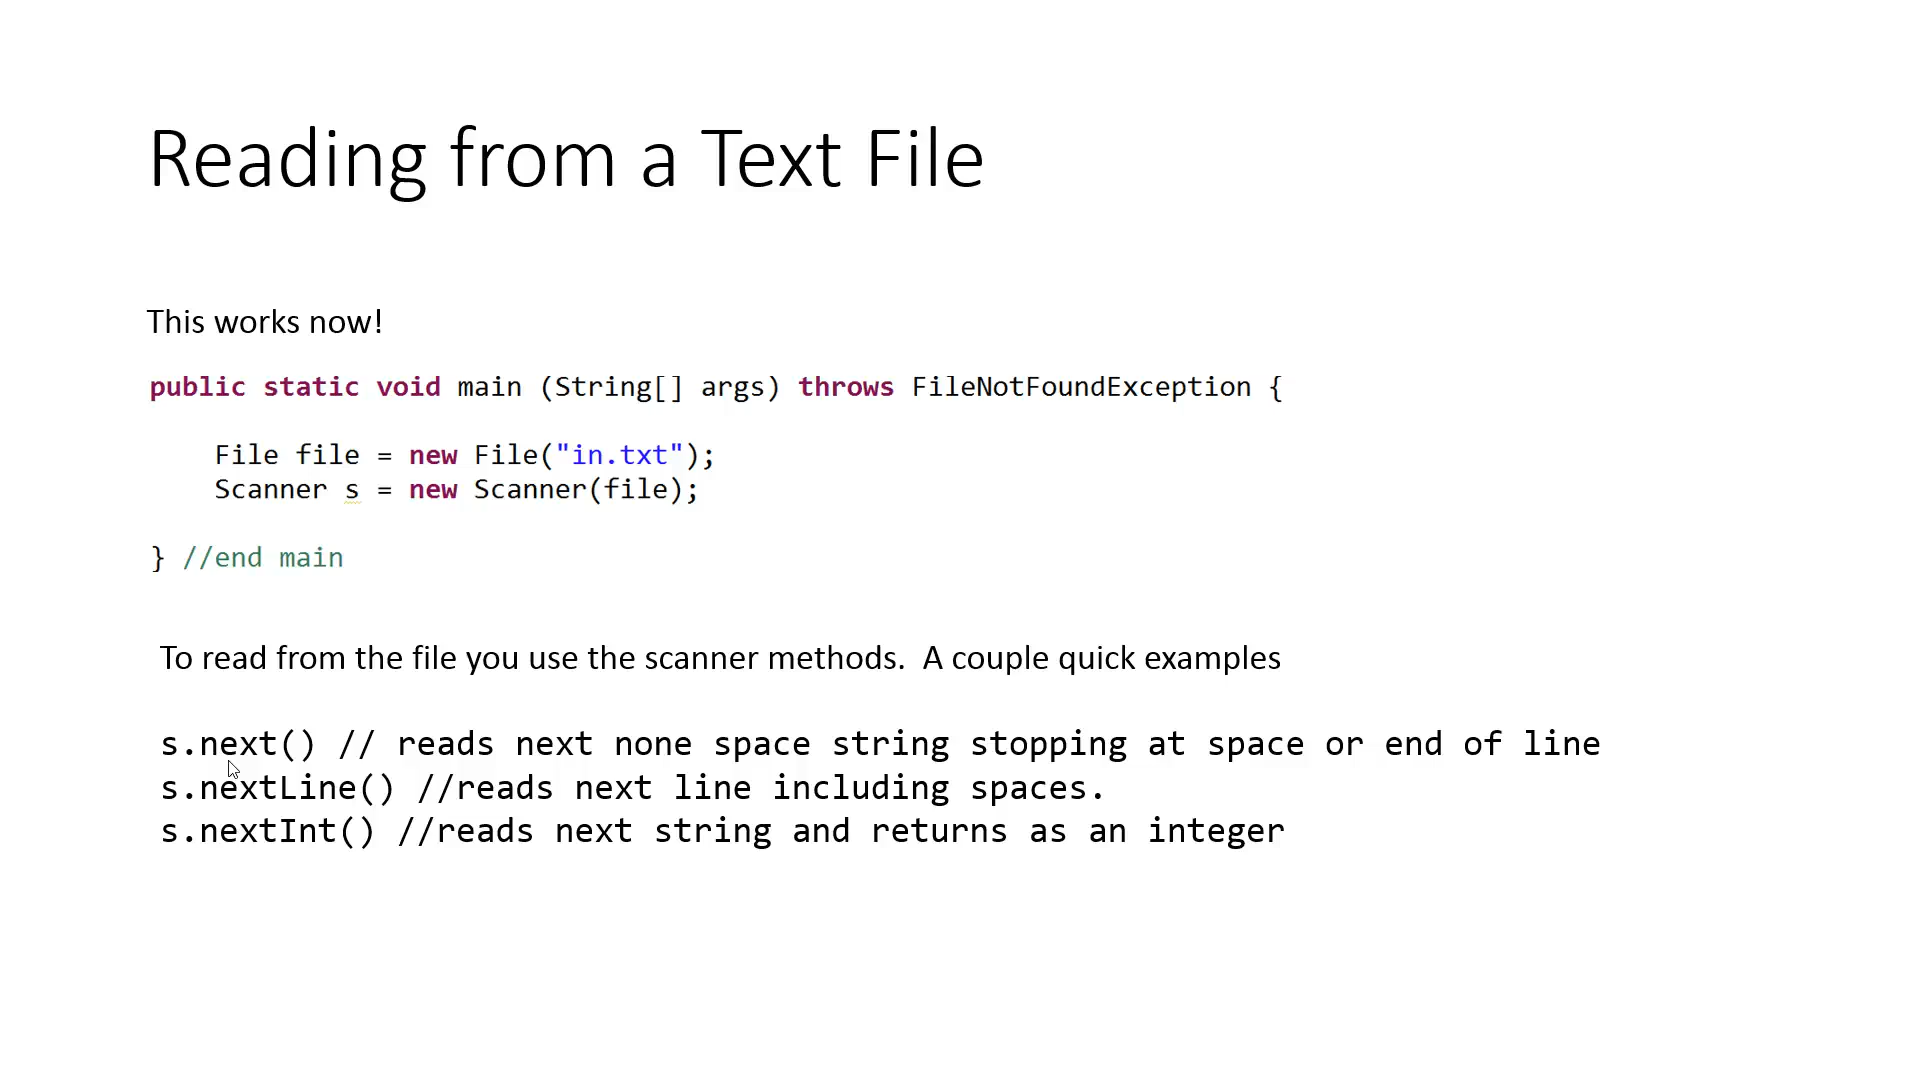 Reading from a Text File
This works now!
public static void main (String[] args) throws FileNotFoundException {
File file = new File("in.txt");
Scanner s = new Scanner(file);
} //end main
To read from the file you use the scanner methods.  A couple quick examples
s.next() // reads next none space string stopping at space or end of line
s.nextLine() //reads next line including spaces.
s.nextInt() //reads next string and returns as an integer